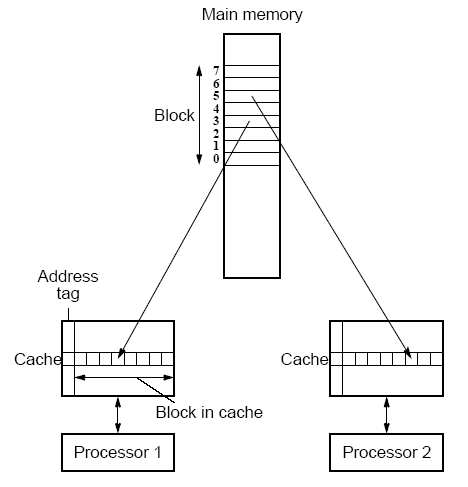 Main memory
7
6
5
4
3
2
1
0
Block
Address
tag
Cache
Cache
Block in cache
Processor 1
Processor 2